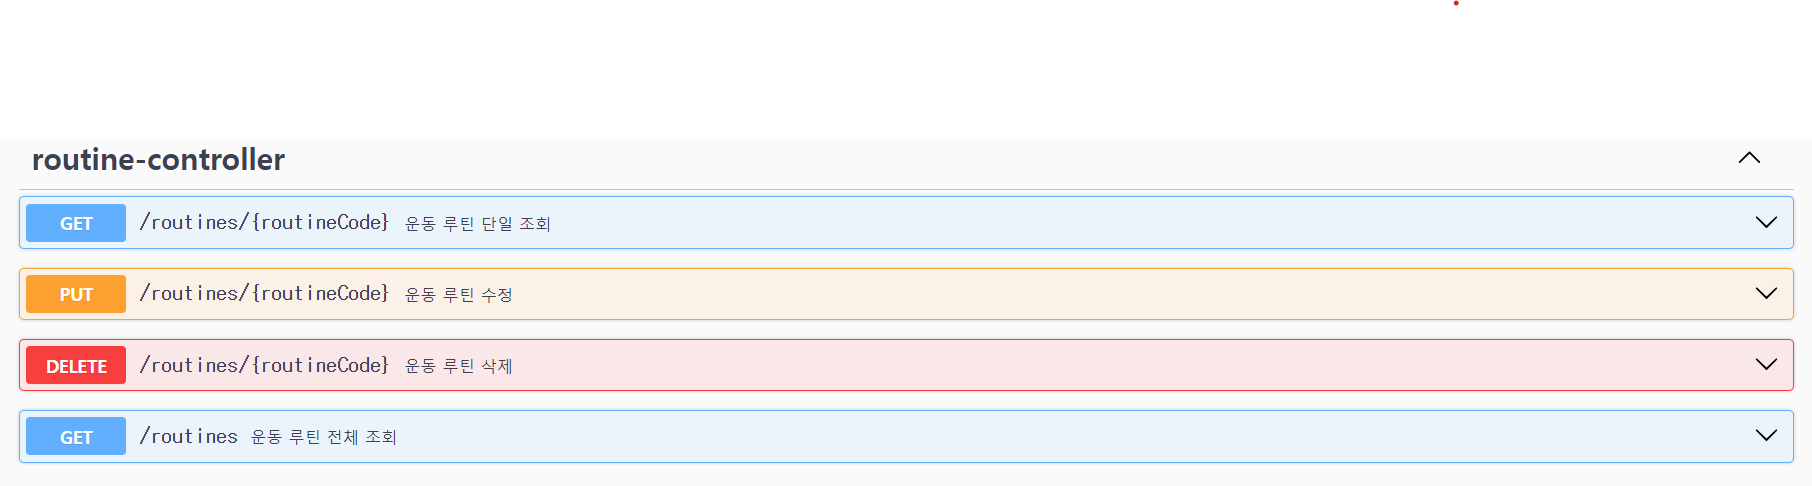 routine-controller
GET /routines/{routineCode} 운동 루틴 단일 조회
PUT /routines/{routineCode} 운동 루틴 수정
DELETE /routines/{routineCode} 운동 루틴 삭제
GET /routines 운동 루틴 전체 조회